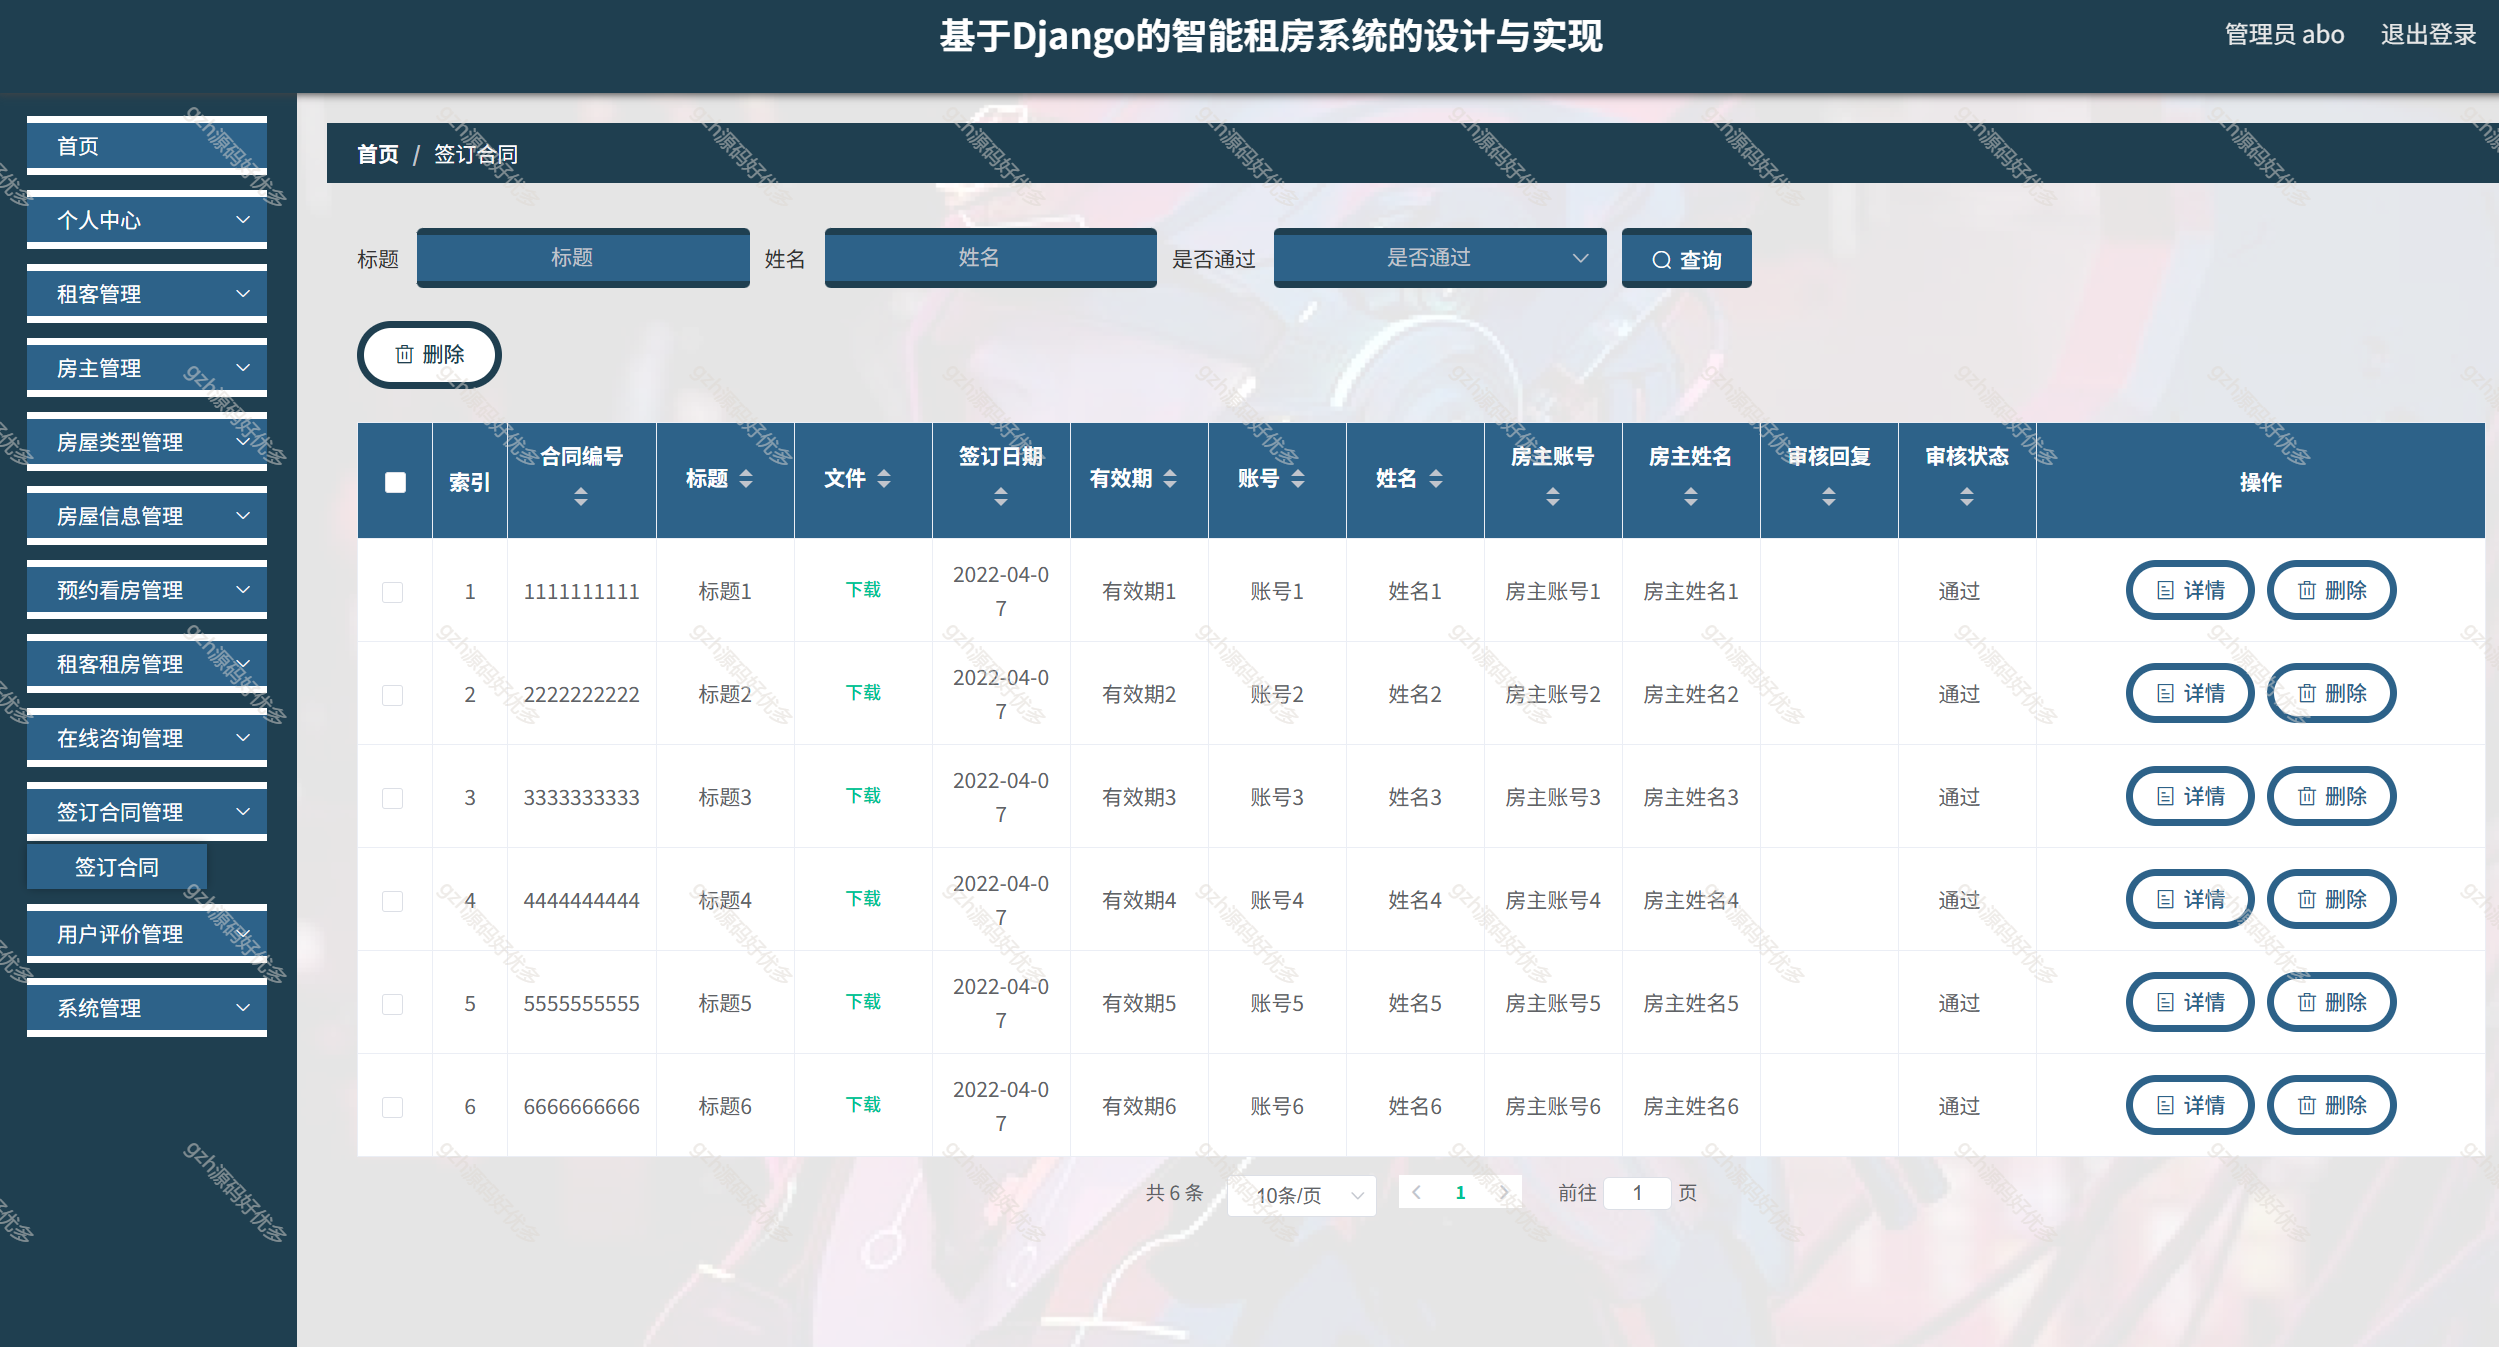 基于Django的智能租房系统的设计与实现
管理员 abo
退出登录
首页
个人中心
租客管理
房主管理
房屋类型管理
房屋信息管理
预约看房管理
租客租房管理
在线咨询管理
签订合同管理
签订合同
用户评价管理
系统管理
首页 / 签订合同
标题 标题 姓名 姓名 是否通过 是否通过 查询
删除
索引 合同编号 标题 文件 签订日期 有效期 账号 姓名 房主账号 房主姓名 审核回复 审核状态 操作
1 1111111111 标题1 下载 2022-04-07 有效期1 账号1 姓名1 房主账号1 房主姓名1 通过 详情 删除
2 2222222222 标题2 下载 2022-04-07 有效期2 账号2 姓名2 房主账号2 房主姓名2 通过 详情 删除
3 3333333333 标题3 下载 2022-04-07 有效期3 账号3 姓名3 房主账号3 房主姓名3 通过 详情 删除
4 4444444444 标题4 下载 2022-04-07 有效期4 账号4 姓名4 房主账号4 房主姓名4 通过 详情 删除
5 5555555555 标题5 下载 2022-04-07 有效期5 账号5 姓名5 房主账号5 房主姓名5 通过 详情 删除
6 6666666666 标题6 下载 2022-04-07 有效期6 账号6 姓名6 房主账号6 房主姓名6 通过 详情 删除
共 6 条 10条/页 1 前往 1 页
gzh源码好优多